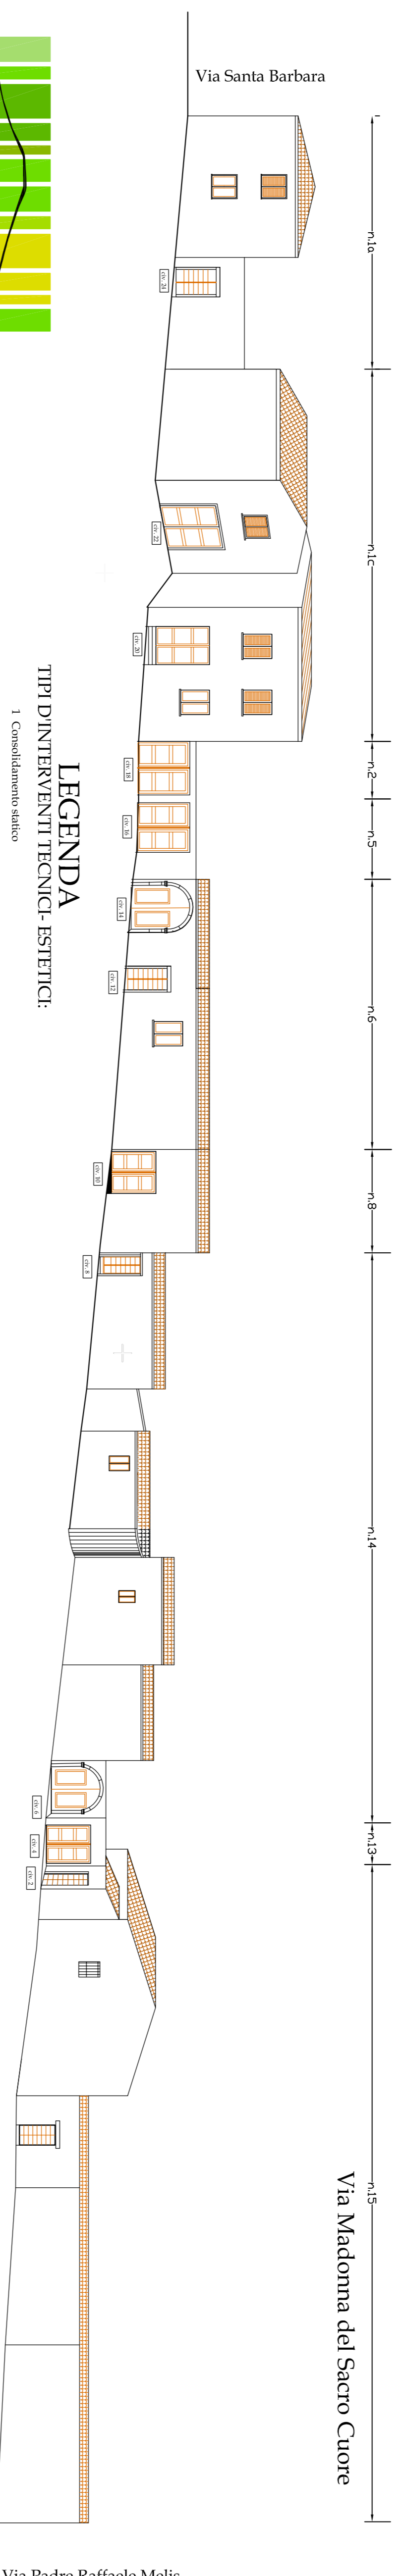 Via Madonna del Sacro Cuore
n.1a
n.1c
n.2
n.5
n.6
n.8
n.14
n.13
n.15
Via Santa Barbara
civ. 24
civ. 22
civ. 20
civ. 18
civ. 16
civ. 14
civ. 12
civ. 10
civ. 8
civ. 6
civ. 4
civ. 2
Via Padre Raffaele Melis
LEGENDA
TIPI D'INTERVENTI TECNICI- ESTETICI:
1 Consolidamento statico